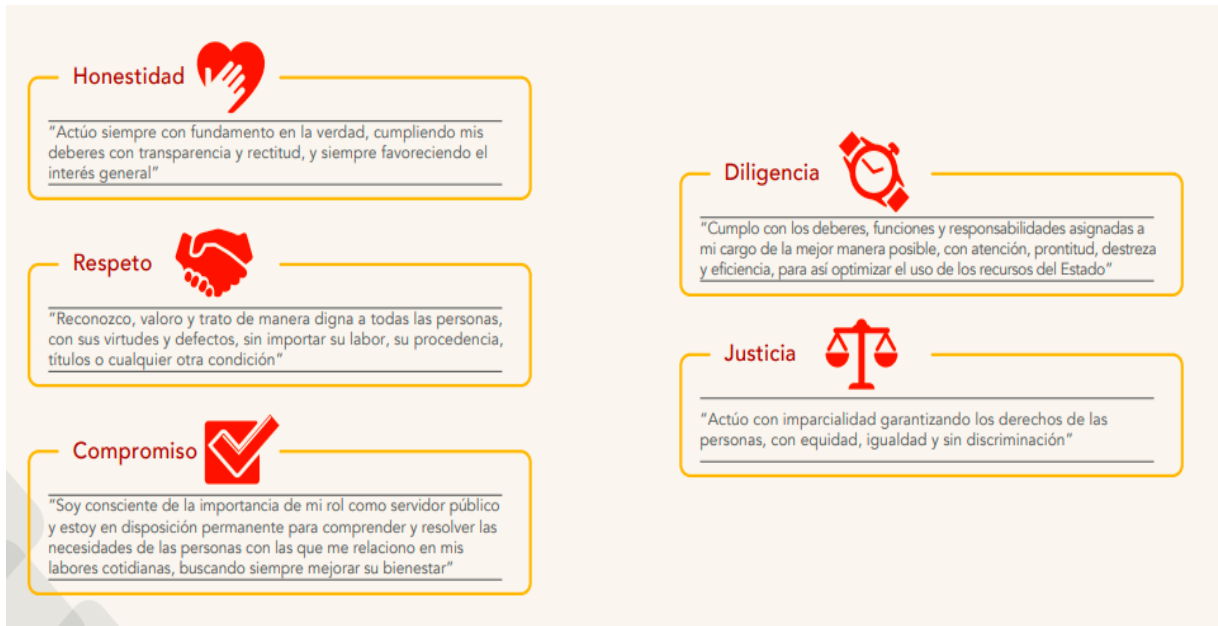 Honestidad
"Actúo siempre con fundamento en la verdad, cumpliendo mis
deberes con transparencia y rectitud, y siempre favoreciendo el
interés general"
Respeto
"Reconozco, valoro y trato de manera digna a todas las personas,
con sus virtudes y defectos, sin importar su labor, su procedencia,
títulos o cualquier otra condición"
Compromiso
"Soy consciente de la importancia de mi rol como servidor público
y estoy en disposición permanente para comprender y resolver las
necesidades de las personas con las que me relaciono en mis
labores cotidianas, buscando siempre mejorar su bienestar"
Diligencia
"Cumplo con los deberes, funciones y responsabilidades asignadas a
mi cargo de la mejor manera posible, con atención, prontitud, destreza
y eficiencia, para así optimizar el uso de los recursos del Estado"
Justicia
"Actúo con imparcialidad garantizando los derechos de las
personas, con equidad, igualdad y sin discriminación"